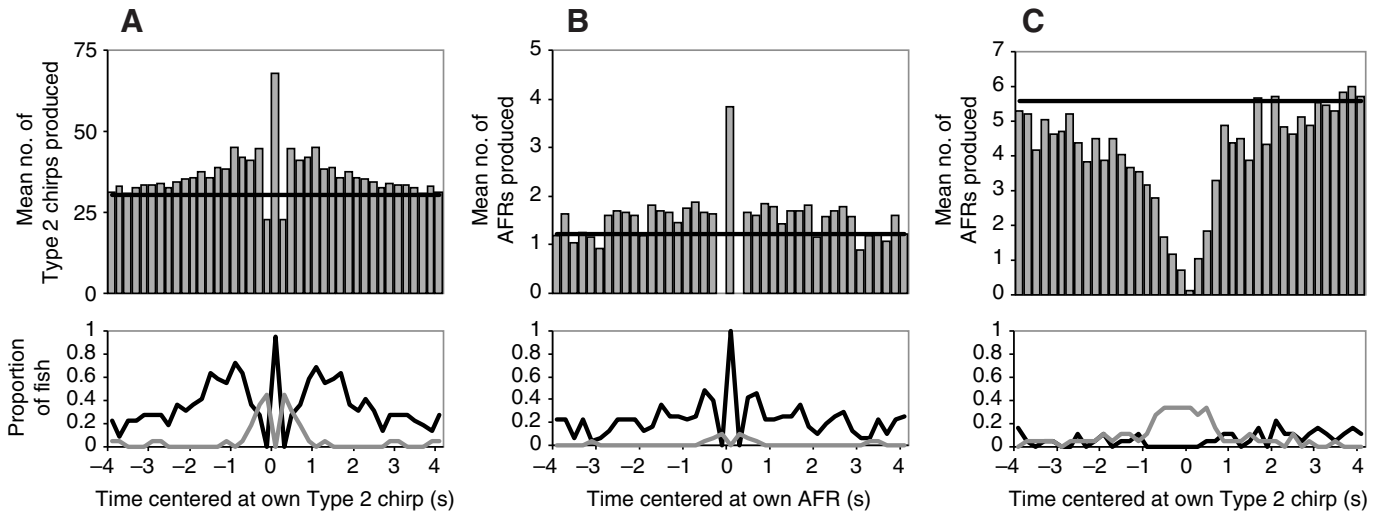 A
B
C
Mean no. of
Type 2 chirps produced
75
50
25
0
Mean no. of
AFRs produced
5
4
3
2
1
0
Mean no. of
AFRs produced
7
6
5
4
3
2
1
0
Proportion
of fish
1
0.8
0.6
0.4
0.2
0
1
0.8
0.6
0.4
0.2
0
1
0.8
0.6
0.4
0.2
0
–4 –3 –2 –1 0 1 2 3 4
–4 –3 –2 –1 0 1 2 3 4
–4 –3 –2 –1 0 1 2 3 4
Time centered at own Type 2 chirp (s)
Time centered at own AFR (s)
Time centered at own Type 2 chirp (s)